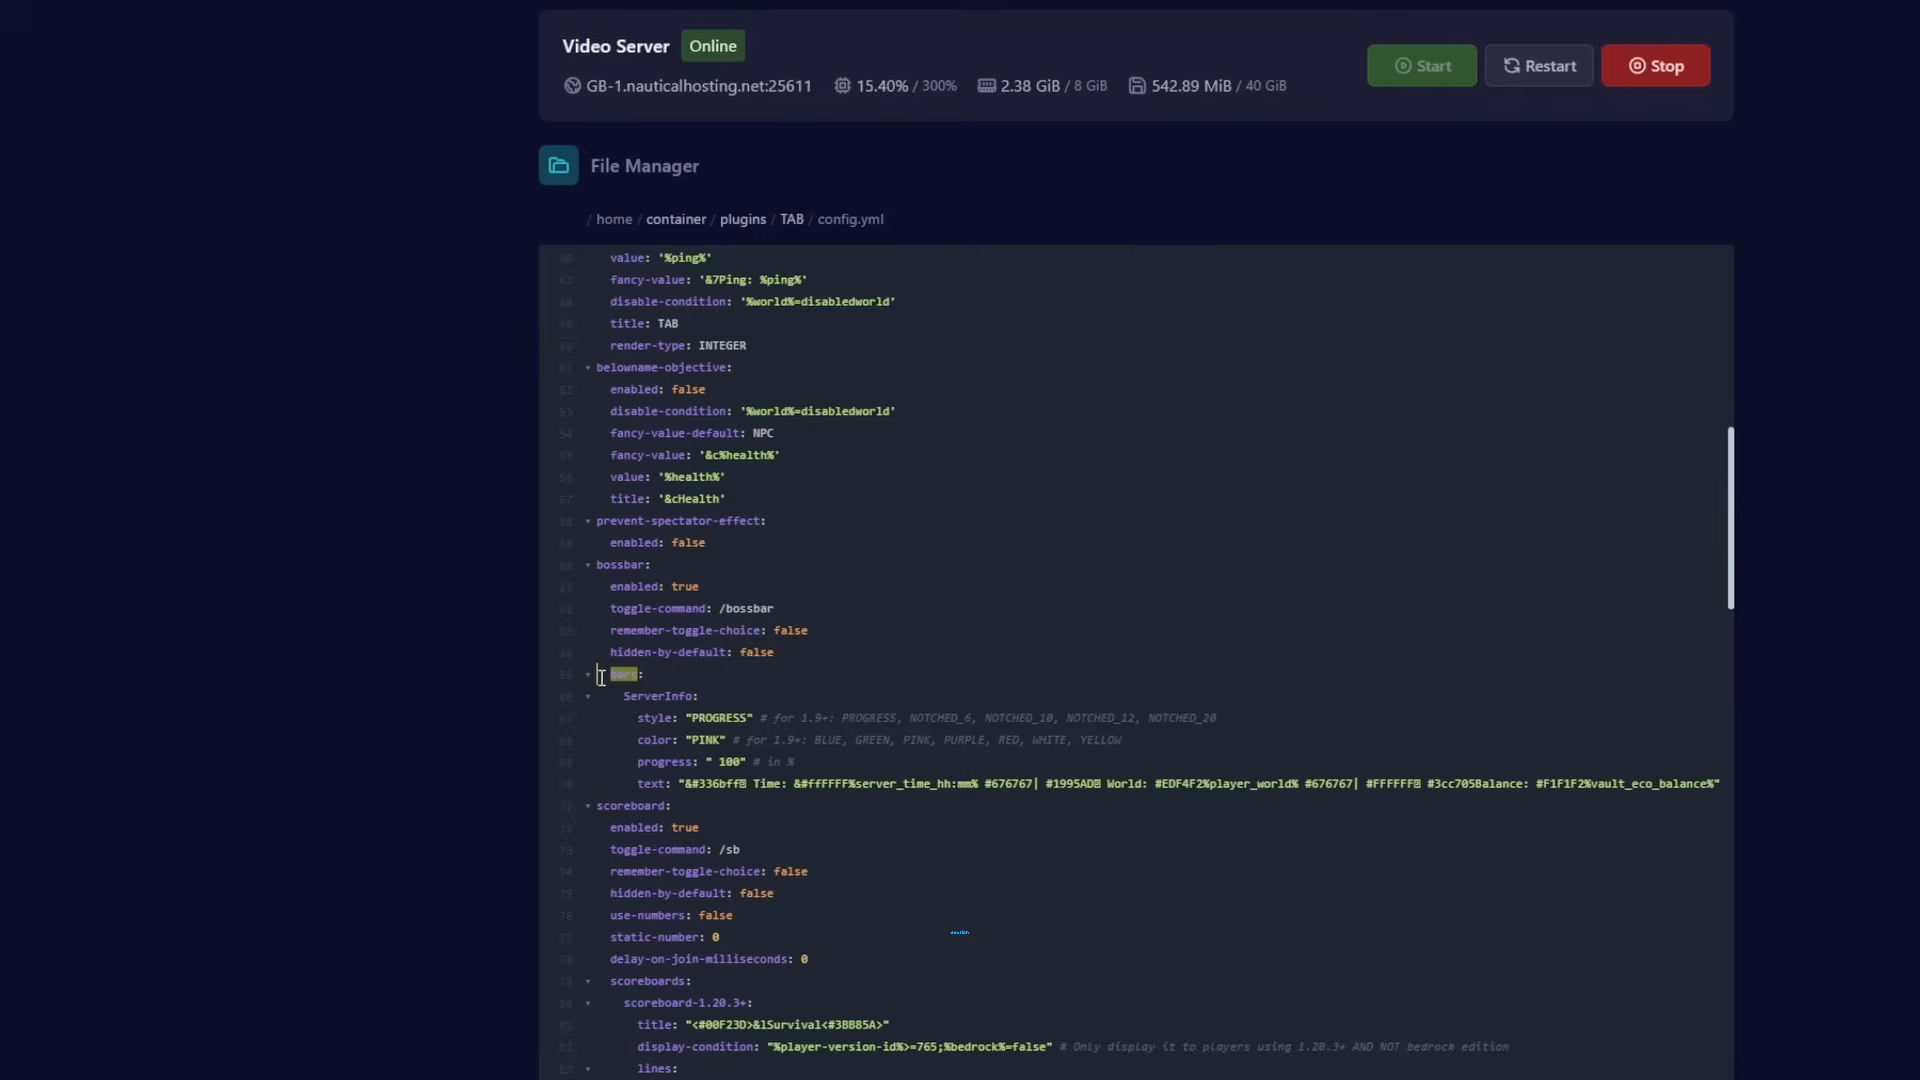 Video Server Online
GB-1.nauticalhosting.net:25611 15.40% / 300% 2.38 GiB / 8 GiB 542.89 MiB / 40 GiB
Start Restart Stop
File Manager
/ home / container / plugins / TAB / config.yml
value: '%ping%'
fancy-value: '&7Ping: %ping%'
disable-condition: '%world%=disabledworld'
title: TAB
render-type: INTEGER
belowname-objective:
enabled: false
disable-condition: '%world%=disabledworld'
fancy-value-default: NPC
fancy-value: '&c%health%'
value: '%health%'
title: '&cHealth'
prevent-spectator-effect:
enabled: false
bossbar:
enabled: true
toggle-command: /bossbar
remember-toggle-choice: false
hidden-by-default: false
bars:
ServerInfo:
style: "PROGRESS" # for 1.9+: PROGRESS, NOTCHED_6, NOTCHED_10, NOTCHED_12, NOTCHED_20
color: "PINK" # for 1.9+: BLUE, GREEN, PINK, PURPLE, RED, WHITE, YELLOW
progress: " 100" # in %
text: "&#336bff Time: &#ffffff%server_time_hh:mm% #676767| #1995AD World: #EDF4F2%player_world% #676767| #FFFFFF #3cc705Balance: #F1F1F2%vault_eco_balance%"
scoreboard:
enabled: true
toggle-command: /sb
remember-toggle-choice: false
hidden-by-default: false
use-numbers: false
static-number: 0
delay-on-join-milliseconds: 0
scoreboards:
scoreboard-1.20.3+:
title: "<#00F23D>&lSurvival<#3BB85A>"
display-condition: "%player-version-id%>=765;%bedrock%=false" # Only display it to players using 1.20.3+ AND NOT bedrock edition
lines: